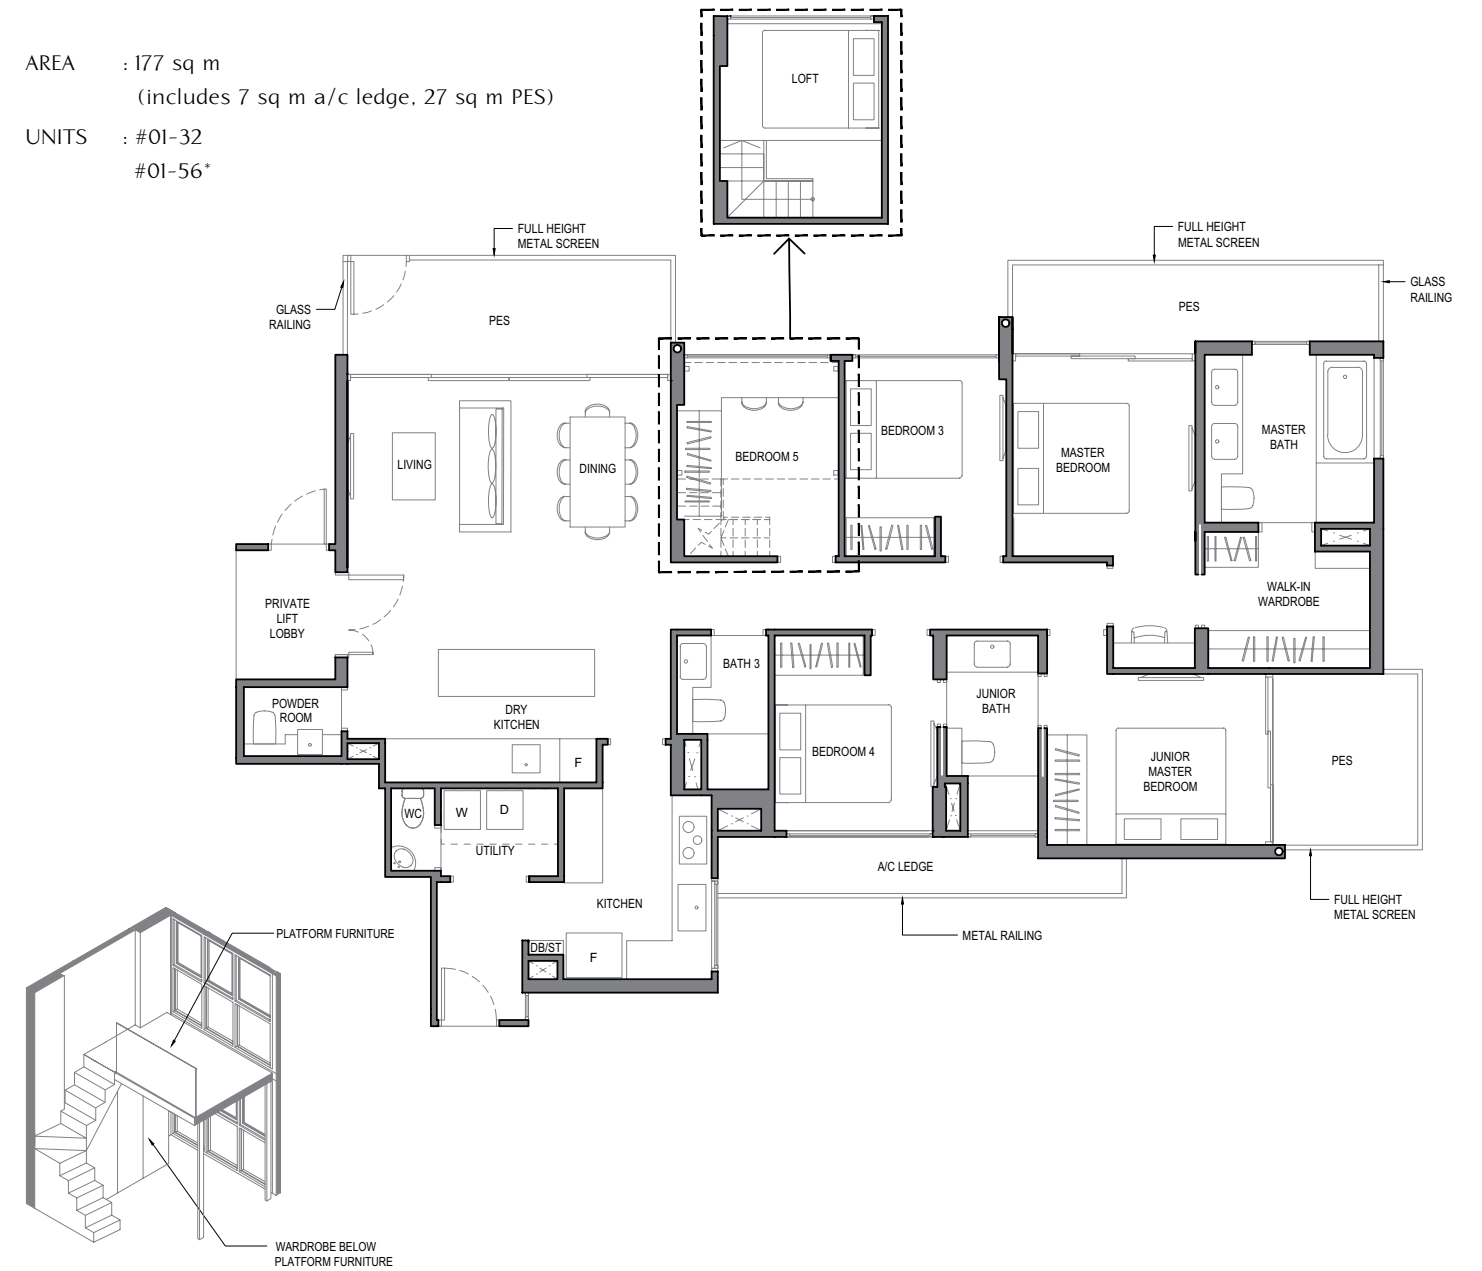 AREA : 177 sq m
(includes 7 sq m a/c ledge, 27 sq m PES)
UNITS : #01-32
#01-56*
LOFT
FULL HEIGHT
METAL SCREEN
FULL HEIGHT
METAL SCREEN
GLASS
RAILING
PES
PES
GLASS
RAILING
LIVING
DINING
BEDROOM 5
BEDROOM 3
MASTER
BEDROOM
MASTER
BATH
PRIVATE
LIFT
LOBBY
WALK-IN
WARDROBE
POWDER
ROOM
DRY
KITCHEN
BATH 3
JUNIOR
BATH
BEDROOM 4
JUNIOR
MASTER
BEDROOM
PES
F
WC
W
D
UTILITY
A/C LEDGE
KITCHEN
FULL HEIGHT
METAL SCREEN
METAL RAILING
DB/ST
F
PLATFORM FURNITURE
WARDROBE BELOW
PLATFORM FURNITURE